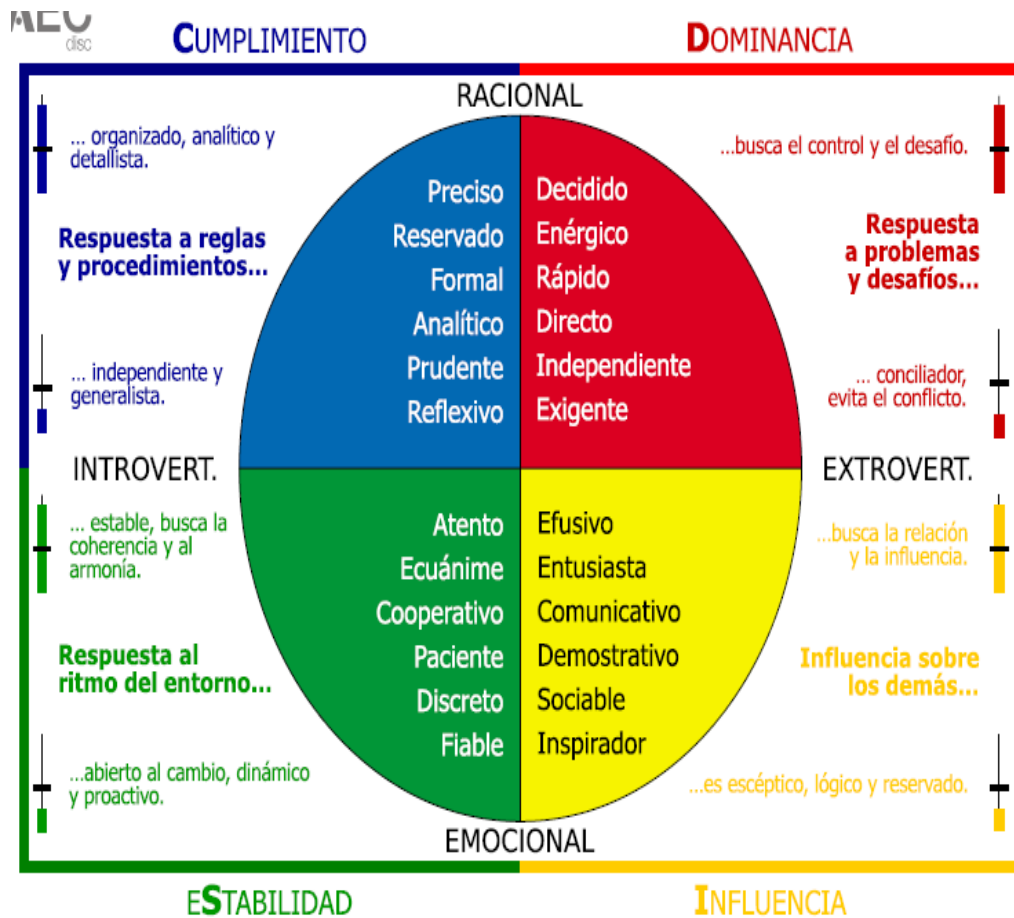 disc
CUMPLIMIENTO
DOMINANCIA
RACIONAL
... organizado, analítico y
detallista.
Respuesta a reglas
y procedimientos...
... independiente y
generalista.
Preciso
Reservado
Formal
Analítico
Prudente
Reflexivo
Decidido
Enérgico
Rápido
Directo
Independiente
Exigente
...busca el control y el desafío.
Respuesta
a problemas
y desafíos...
... conciliador,
evita el conflicto.
INTROVERT.
EXTROVERT.
... estable, busca la
coherencia y al
armonía.
Respuesta al
ritmo del entorno...
...abierto al cambio, dinámico
y proactivo.
Atento
Ecuánime
Cooperativo
Paciente
Discreto
Fiable
Efusivo
Entusiasta
Comunicativo
Demostrativo
Sociable
Inspirador
...busca la relación
y la influencia.
Influencia sobre
los demás...
...es escéptico, lógico y reservado.
EMOCIONAL
ESTABILIDAD
INFLUENCIA